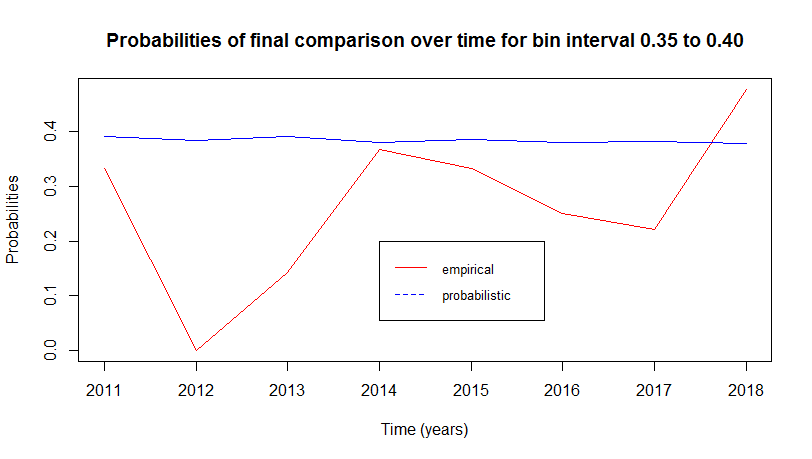 Probabilities of final comparison over time for bin interval 0.35 to 0.40
Probabilities
0.4
0.3
0.2
0.1
0.0
empirical
probabilistic
2011 2012 2013 2014 2015 2016 2017 2018
Time (years)